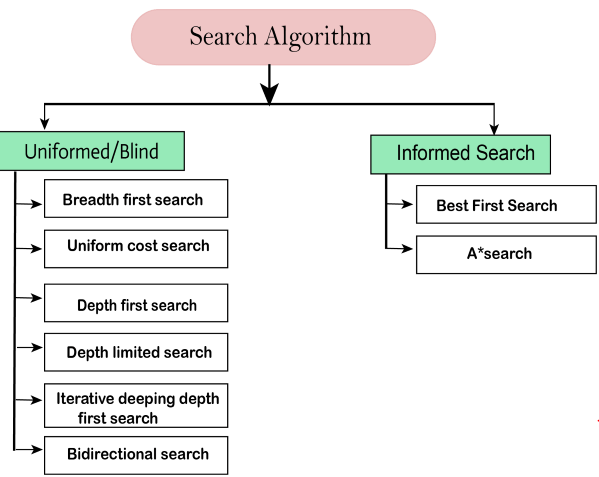 Search Algorithm
Uniformed/Blind
Informed Search
Breadth first search
Best First Search
Uniform cost search
A*search
Depth first search
Depth limited search
Iterative deeping depth
first search
Bidirectional search